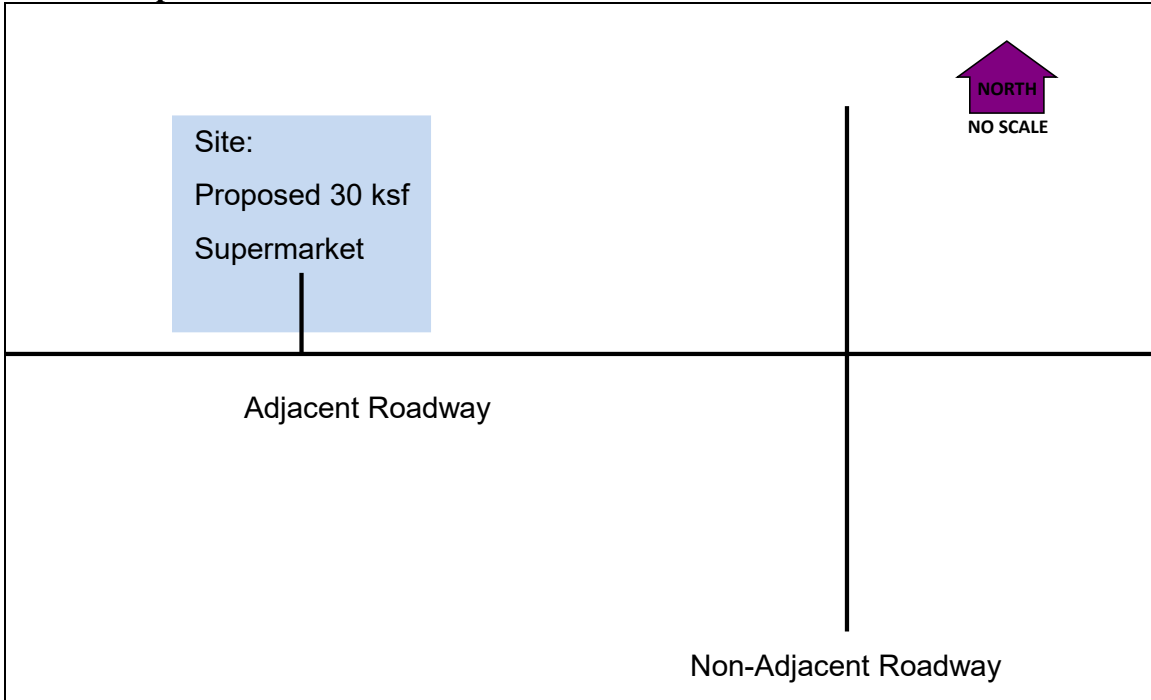 NORTH
NO SCALE
Site:
Proposed 30 ksf
Supermarket
Adjacent Roadway
Non-Adjacent Roadway